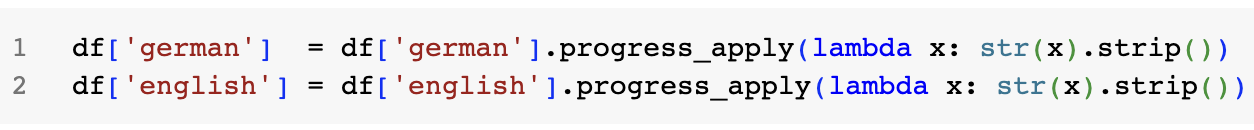 1 df['german']  = df['german'].progress_apply(lambda x: str(x).strip())
2 df['english'] = df['english'].progress_apply(lambda x: str(x).strip())